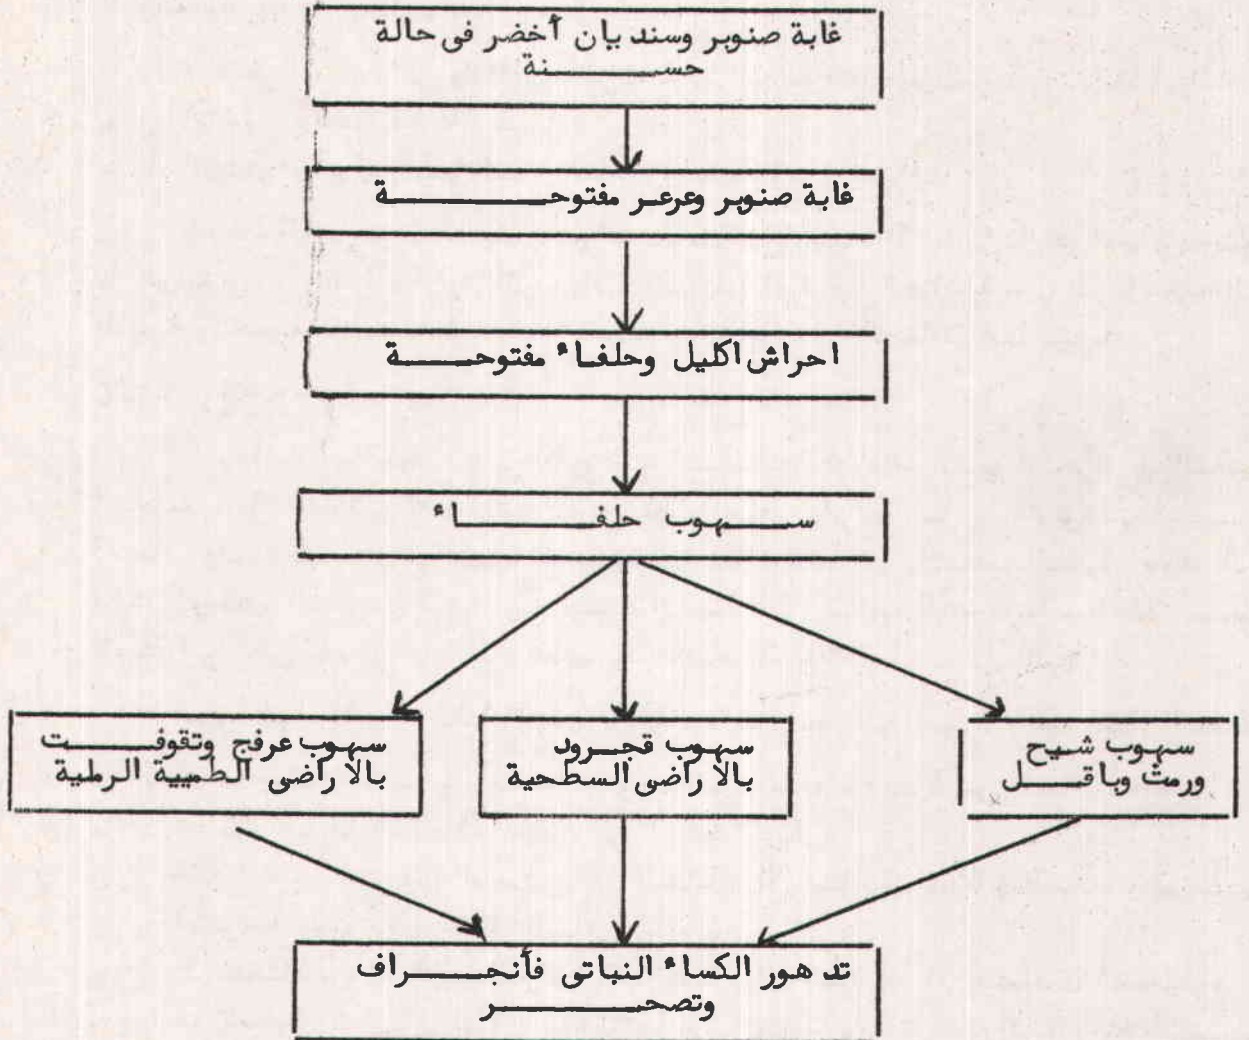 غابة صنوبر وسنديان أخضر فى حالة
حسنة
غابة صنوبر وعرعر مفتوحة
احراش اكليل وحلفاء مفتوحة
سهوب حلفاء
سهوب شيح
ورمث وباقل
سهوب قجرود
بالاراضى السطحية
سهوب عرفج وتقوفت
بالاراضى الطميية الرملية
تدهور الكساء النباتى فأنجراف
وتصحر